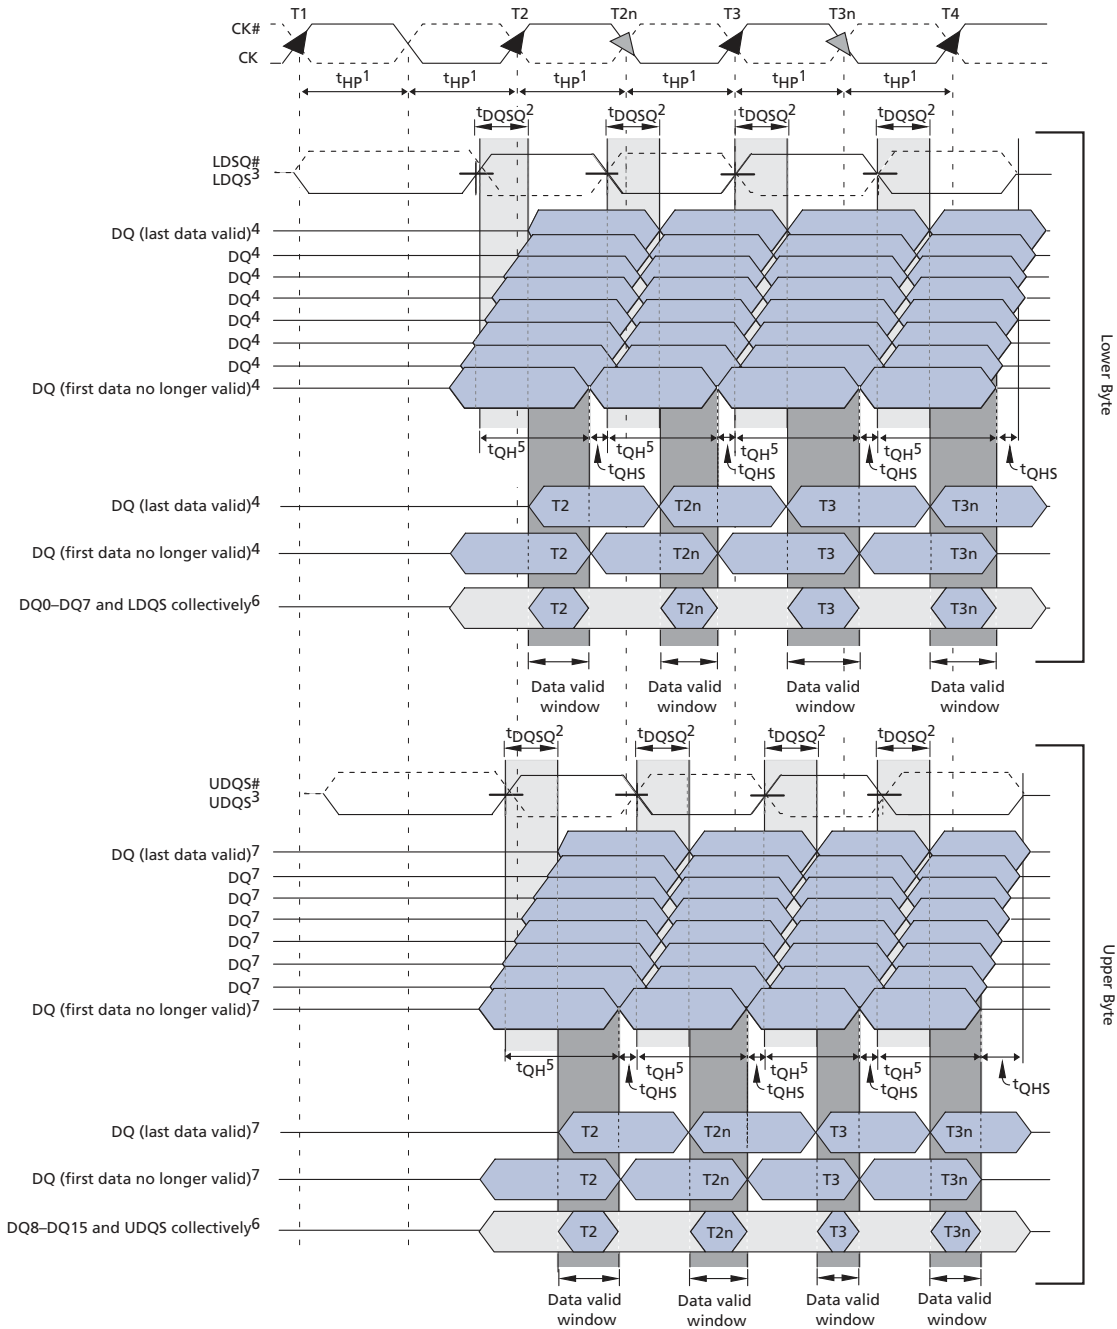 T1 T2 T2n T3 T3n T4
CK#
CK
tHP1 tHP1 tHP1 tHP1 tHP1 tHP1
tDQSQ2 tDQSQ2 tDQSQ2 tDQSQ2
LDSQ#
LDQS3
DQ (last data valid)4
DQ4
DQ4
DQ4
DQ4
DQ4
DQ4
DQ (first data no longer valid)4
Lower Byte
tQH5 tQH5 tQH5 tQH5
tQHS tQHS tQHS tQHS
DQ (last data valid)4 T2 T2n T3 T3n
DQ (first data no longer valid)4 T2 T2n T3 T3n
DQ0–DQ7 and LDQS collectively6 T2 T2n T3 T3n
Data valid Data valid Data valid Data valid
window window window window
tDQSQ2 tDQSQ2 tDQSQ2 tDQSQ2
UDQS#
UDQS3
DQ (last data valid)7
DQ7
DQ7
DQ7
DQ7
DQ7
DQ7
DQ (first data no longer valid)7
Upper Byte
tQH5 tQH5 tQH5 tQH5
tQHS tQHS tQHS tQHS
DQ (last data valid)7 T2 T2n T3 T3n
DQ (first data no longer valid)7 T2 T2n T3 T3n
DQ8–DQ15 and UDQS collectively6 T2 T2n T3 T3n
Data valid Data valid Data valid Data valid
window window window window